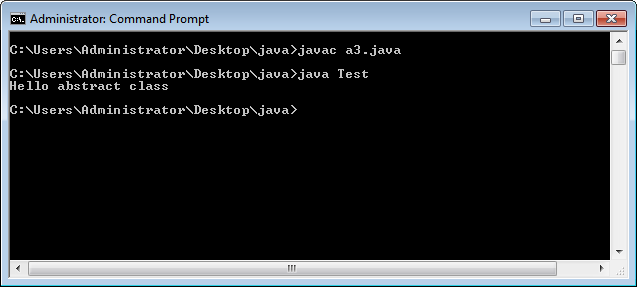 Administrator: Command Prompt
C:\Users\Administrator\Desktop\java>javac a3.java
C:\Users\Administrator\Desktop\java>java Test
Hello abstract class
C:\Users\Administrator\Desktop\java>